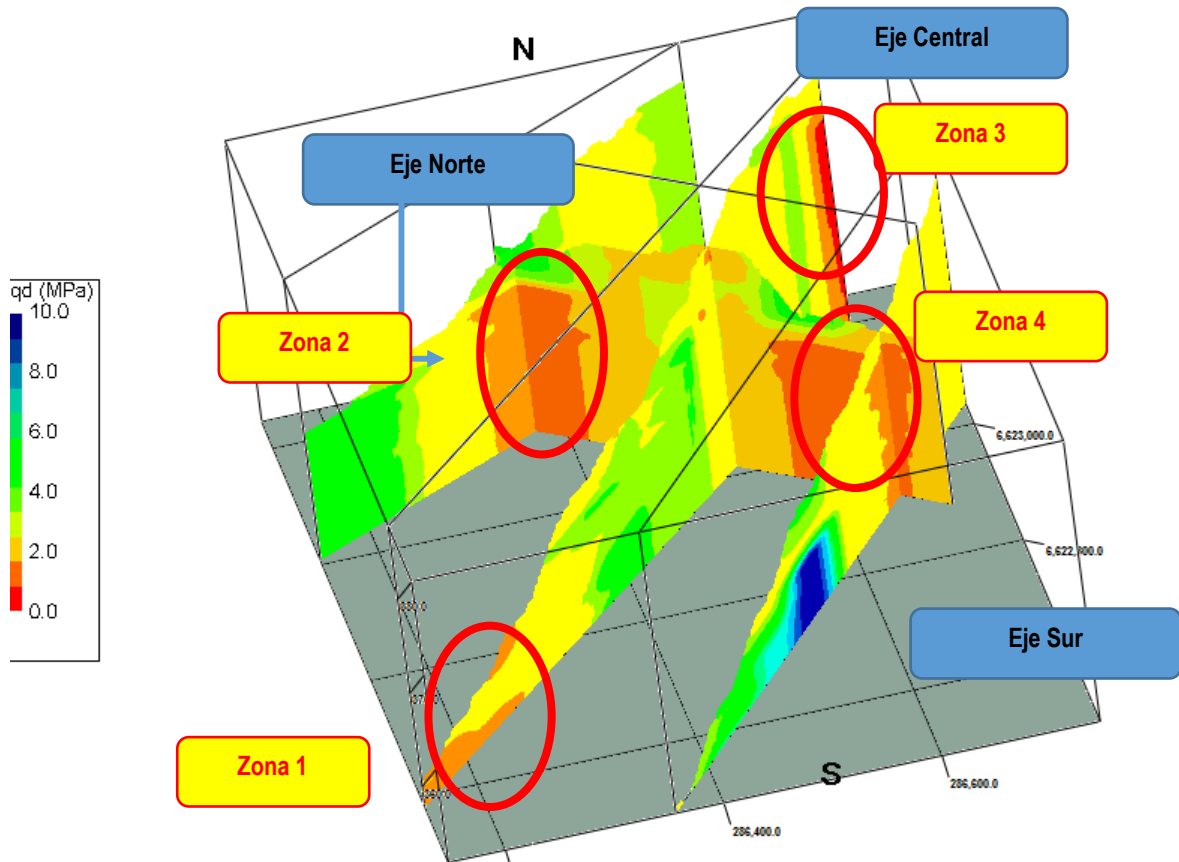 N
Eje Central
Zona 3
Eje Norte
qd (MPa)
10.0
8.0
6.0
4.0
2.0
0.0
Zona 2
Zona 4
6,623,000.0
6,622,800.0
Eje Sur
Zona 1
S
286,600.0
286,400.0